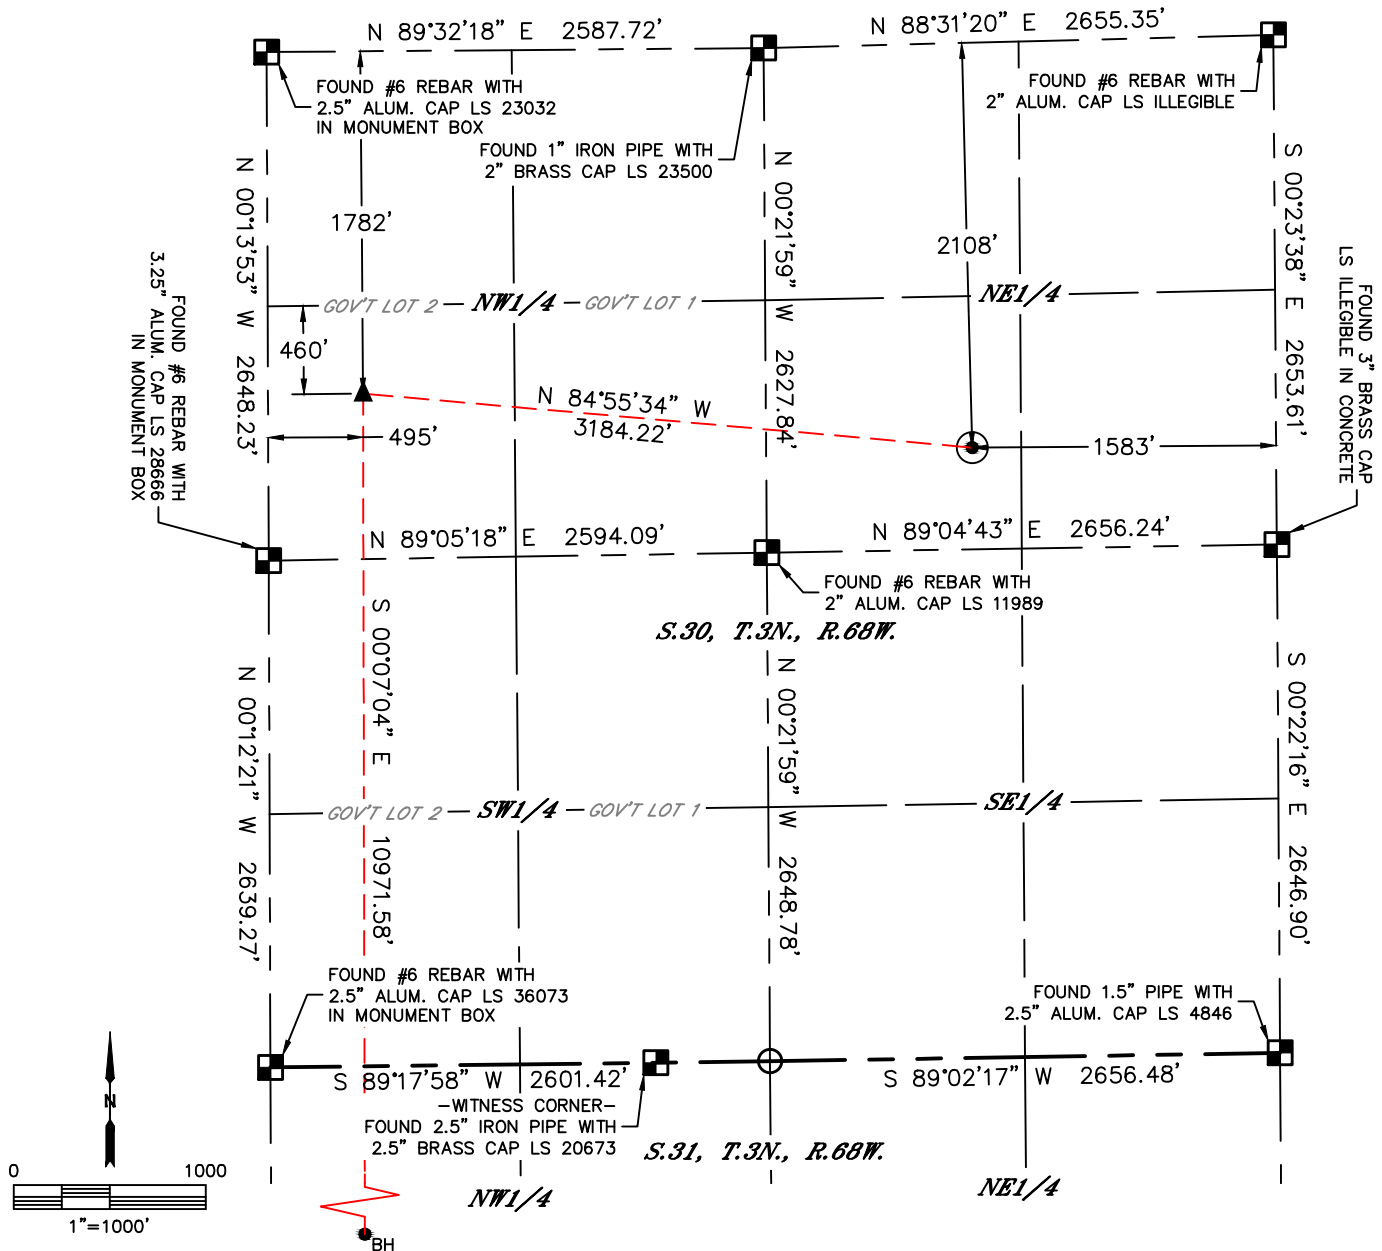 N 89°32'18" E 2587.72'
N 88°31'20" E 2655.35'
FOUND #6 REBAR WITH
2.5" ALUM. CAP LS 23032
IN MONUMENT BOX
FOUND #6 REBAR WITH
2" ALUM. CAP LS ILLEGIBLE
FOUND 1" IRON PIPE WITH
2" BRASS CAP LS 23500
N 00°13'53" W 2648.23'
N 00°21'59" W 2627.84'
S 00°23'38" E 2653.61'
1782'
2108'
FOUND 3" BRASS CAP
LS ILLEGIBLE IN CONCRETE
FOUND #6 REBAR WITH
3.25" ALUM. CAP LS 28666
IN MONUMENT BOX
GOV'T LOT 2
NW1/4
GOV'T LOT 1
NE1/4
460'
N 84°55'34" W
3184.22'
495'
1583'
N 89°05'18" E 2594.09'
N 89°04'43" E 2656.24'
FOUND #6 REBAR WITH
2" ALUM. CAP LS 11989
S.30, T.3N., R.68W.
S 00°07'04" E 10971.58'
N 00°12'21" W 2639.27'
N 00°21'59" W 2648.78'
S 00°22'16" E 2646.90'
GOV'T LOT 2
SW1/4
GOV'T LOT 1
SE1/4
FOUND #6 REBAR WITH
2.5" ALUM. CAP LS 36073
IN MONUMENT BOX
FOUND 1.5" PIPE WITH
2.5" ALUM. CAP LS 4846
S 89°17'58" W 2601.42'
S 89°02'17" W 2656.48'
-WITNESS CORNER-
FOUND 2.5" IRON PIPE WITH
2.5" BRASS CAP LS 20673
S.31, T.3N., R.68W.
N
0 1000
1"=1000'
NW1/4
NE1/4
BH